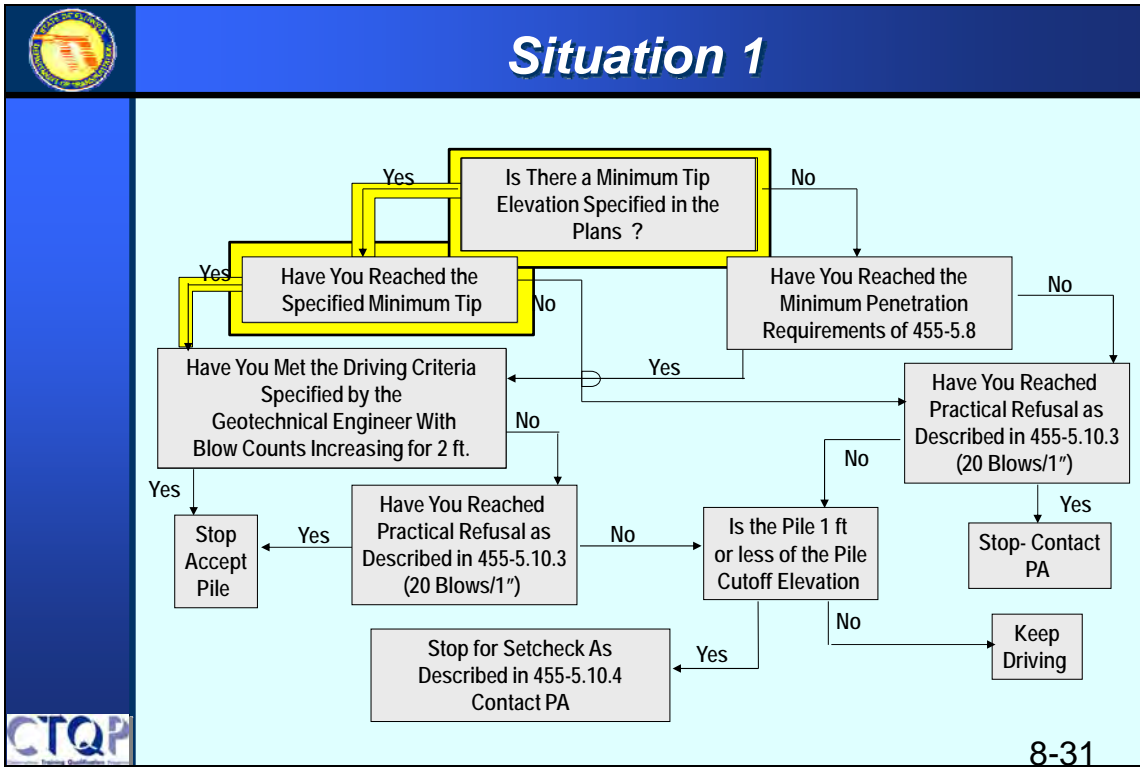 Situation 1
Is There a Minimum Tip
Elevation Specified in the
Plans ?
Yes
No
Have You Reached the
Specified Minimum Tip
Yes
No
Have You Reached the
Minimum Penetration
Requirements of 455-5.8
No
Yes
Have You Met the Driving Criteria
Specified by the
Geotechnical Engineer With
Blow Counts Increasing for 2 ft.
No
Yes
Have You Reached
Practical Refusal as
Described in 455-5.10.3
(20 Blows/1")
No
Yes
Stop
Accept
Pile
Yes
Have You Reached
Practical Refusal as
Described in 455-5.10.3
(20 Blows/1")
No
Is the Pile 1 ft
or less of the Pile
Cutoff Elevation
Stop- Contact
PA
No
Yes
Keep
Driving
Stop for Setcheck As
Described in 455-5.10.4
Contact PA
CTQP
8-31